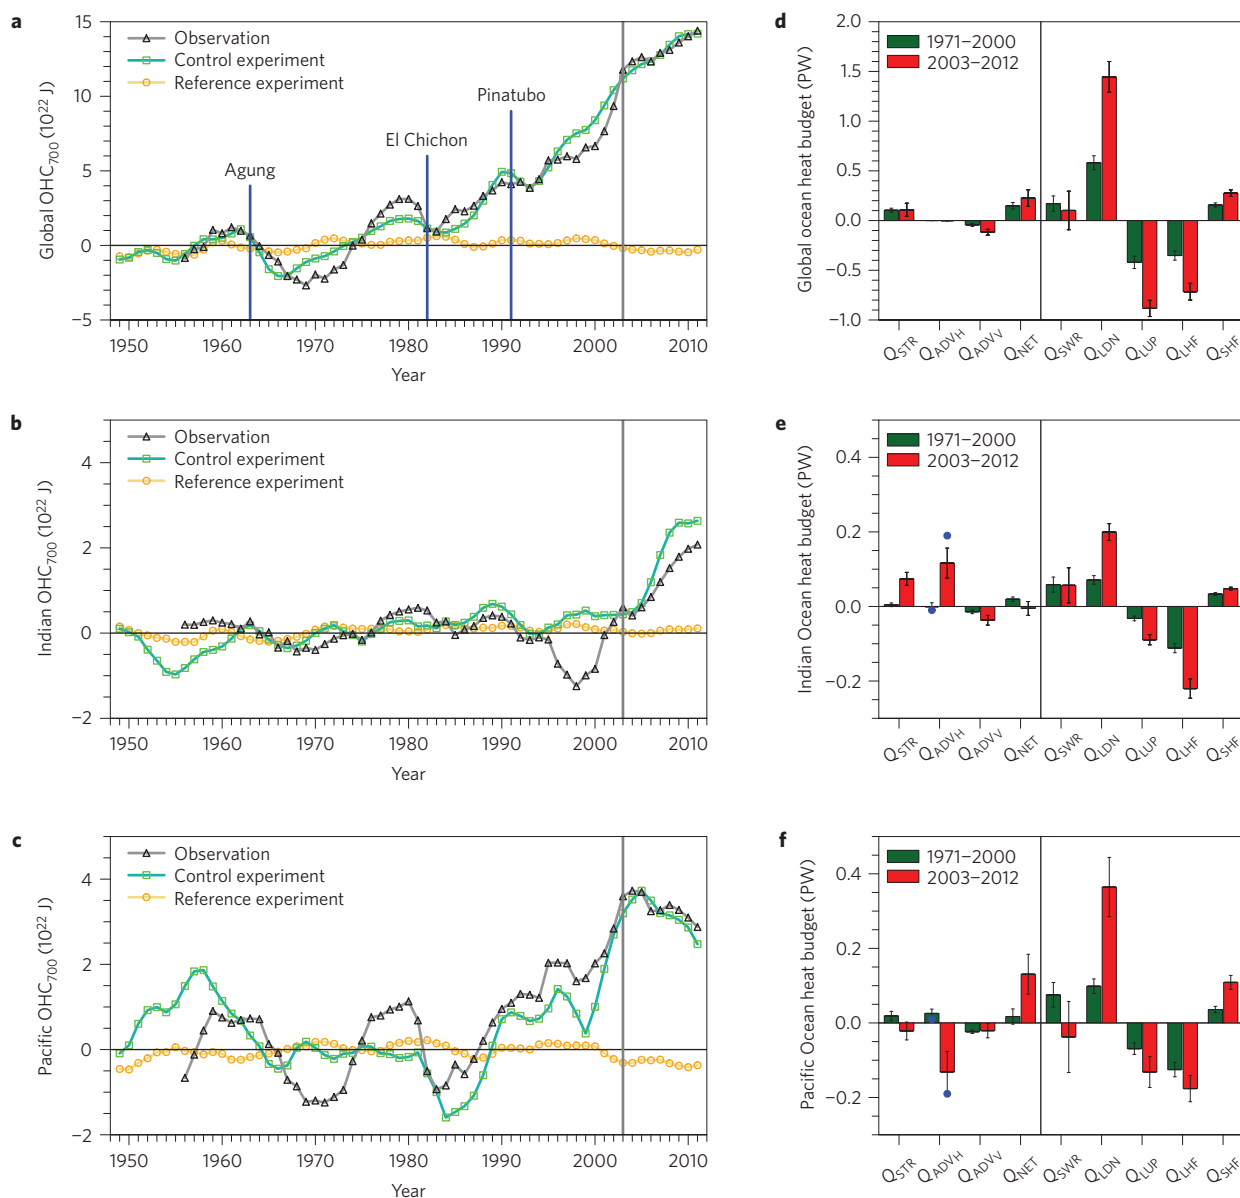 a
Global OHC700 (10^22 J)
15
10
5
0
−5
Observation
Control experiment
Reference experiment
Agung
El Chichon
Pinatubo
1950 1960 1970 1980 1990 2000 2010
Year
d
Global ocean heat budget (PW)
2.0
1.5
1.0
0.5
0.0
−0.5
−1.0
1971–2000
2003–2012
QSTR QADVH QADVV QNET QSWR QLDN QLUP QLHF QSHF
b
Indian OHC700 (10^22 J)
4
2
0
−2
Observation
Control experiment
Reference experiment
1950 1960 1970 1980 1990 2000 2010
Year
e
Indian Ocean heat budget (PW)
0.4
0.2
0.0
−0.2
1971–2000
2003–2012
QSTR QADVH QADVV QNET QSWR QLDN QLUP QLHF QSHF
c
Pacific OHC700 (10^22 J)
4
2
0
−2
Observation
Control experiment
Reference experiment
1950 1960 1970 1980 1990 2000 2010
Year
f
Pacific Ocean heat budget (PW)
0.4
0.2
0.0
−0.2
1971–2000
2003–2012
QSTR QADVH QADVV QNET QSWR QLDN QLUP QLHF QSHF